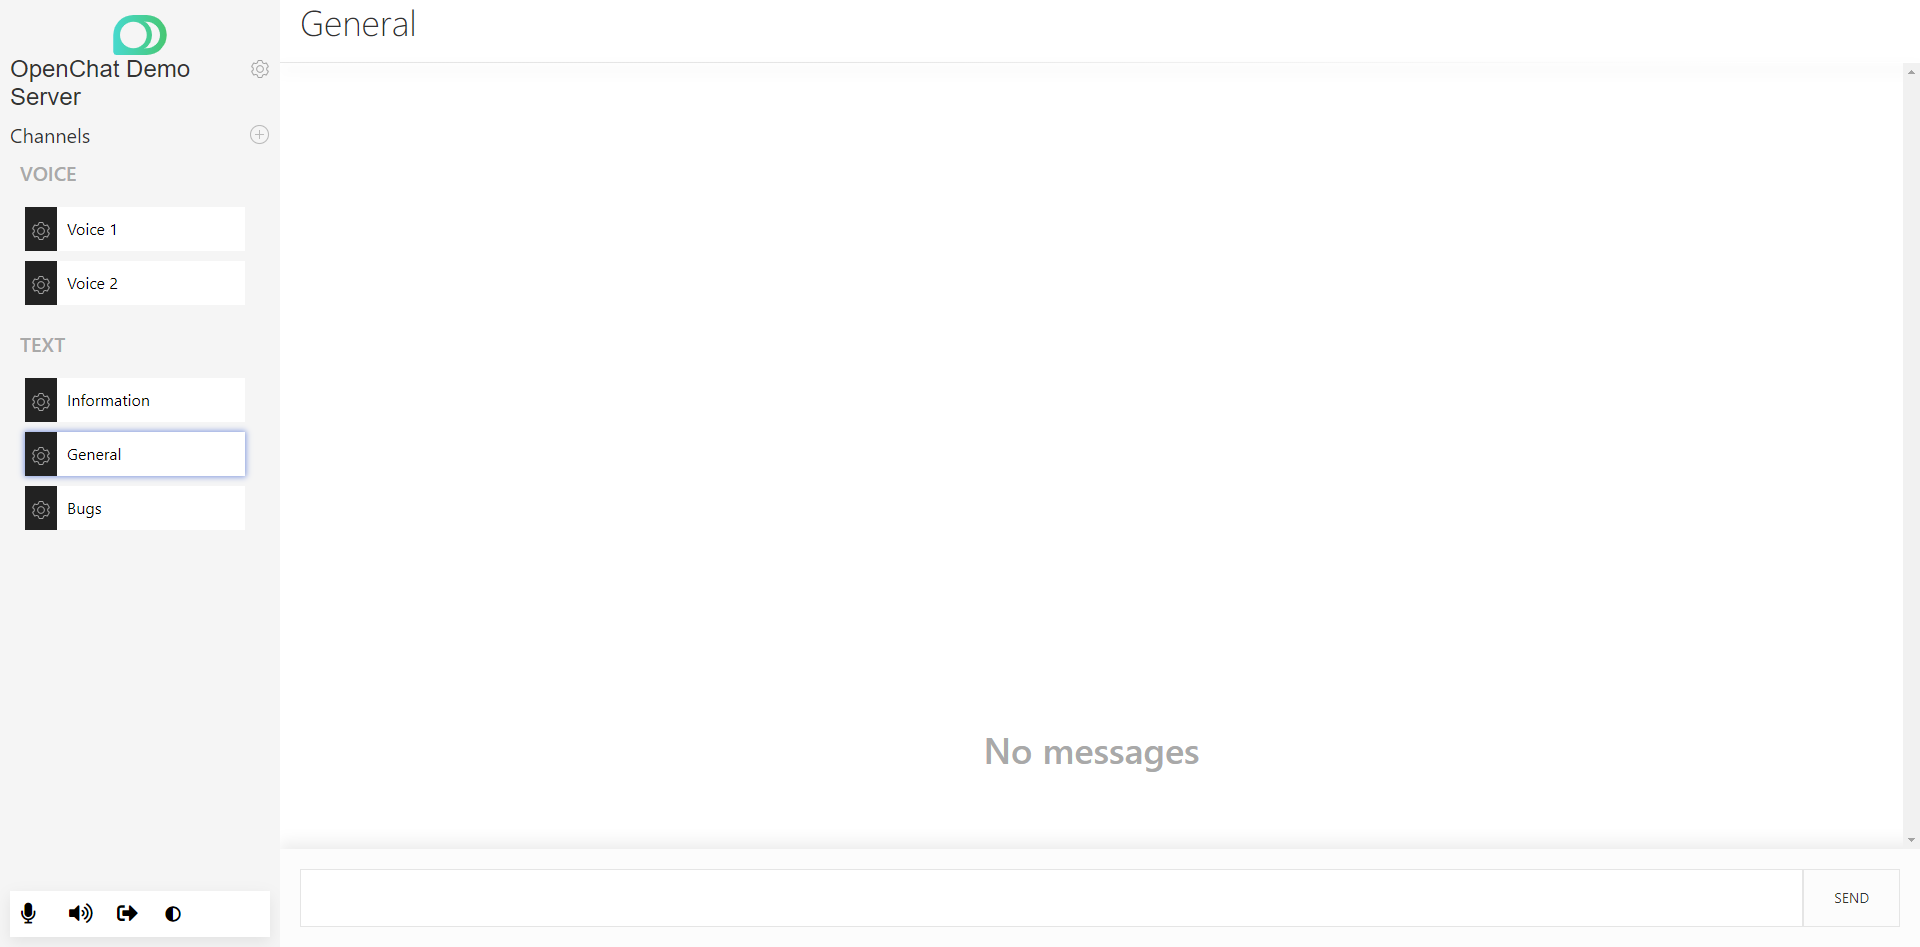 General
OpenChat Demo
Server
Channels
VOICE
Voice 1
Voice 2
TEXT
Information
General
Bugs
No messages
SEND